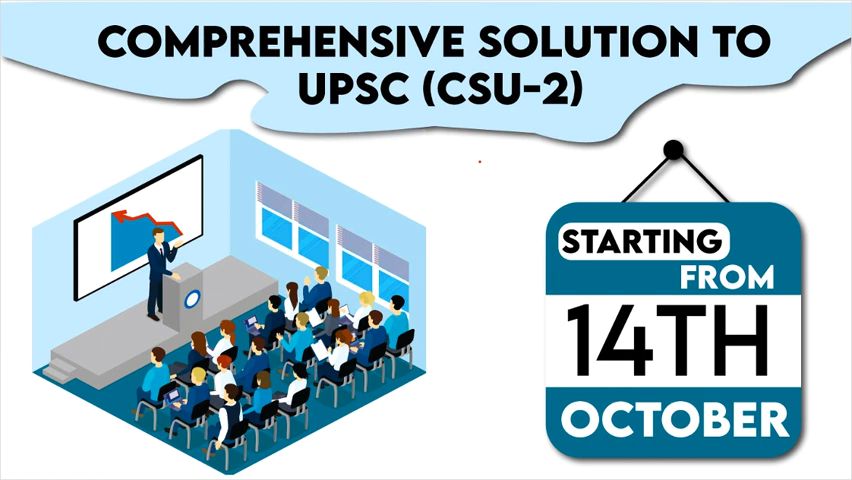 COMPREHENSIVE SOLUTION TO
UPSC (CSU-2)
STARTING
FROM
14TH
OCTOBER